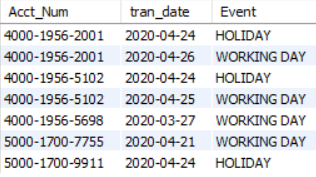 Acct_Num tran_date Event
4000-1956-2001 2020-04-24 HOLIDAY
4000-1956-2001 2020-04-26 WORKING DAY
4000-1956-5102 2020-04-24 HOLIDAY
4000-1956-5102 2020-04-25 WORKING DAY
4000-1956-5698 2020-03-27 WORKING DAY
5000-1700-7755 2020-04-21 WORKING DAY
5000-1700-9911 2020-04-24 HOLIDAY